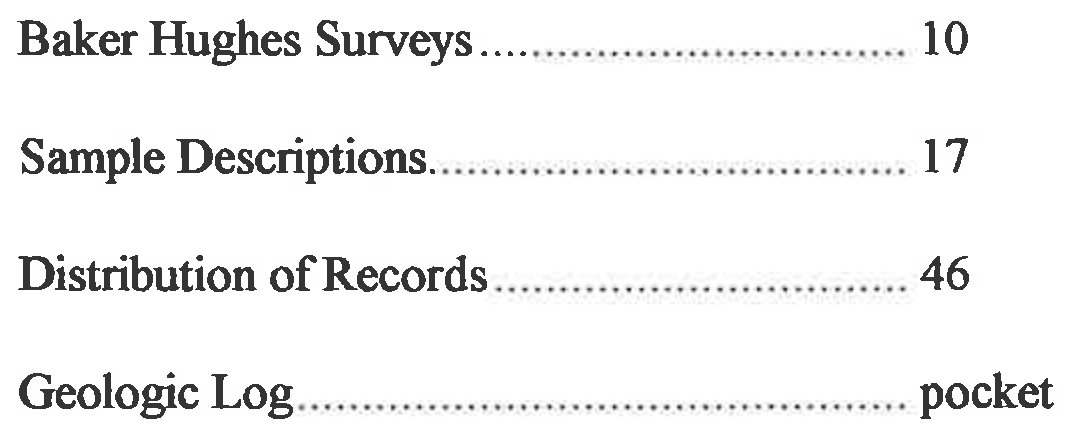 Baker Hughes Surveys.................................. 10
Sample Descriptions..................................... 17
Distribution of Records................................ 46
Geologic Log............................................... pocket